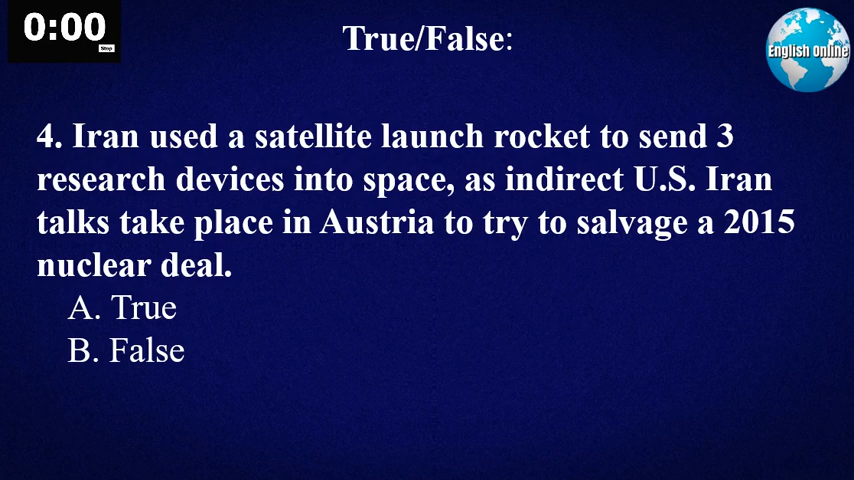 0:00
Stop
True/False:
English Online
4. Iran used a satellite launch rocket to send 3
research devices into space, as indirect U.S. Iran
talks take place in Austria to try to salvage a 2015
nuclear deal.
A. True
B. False